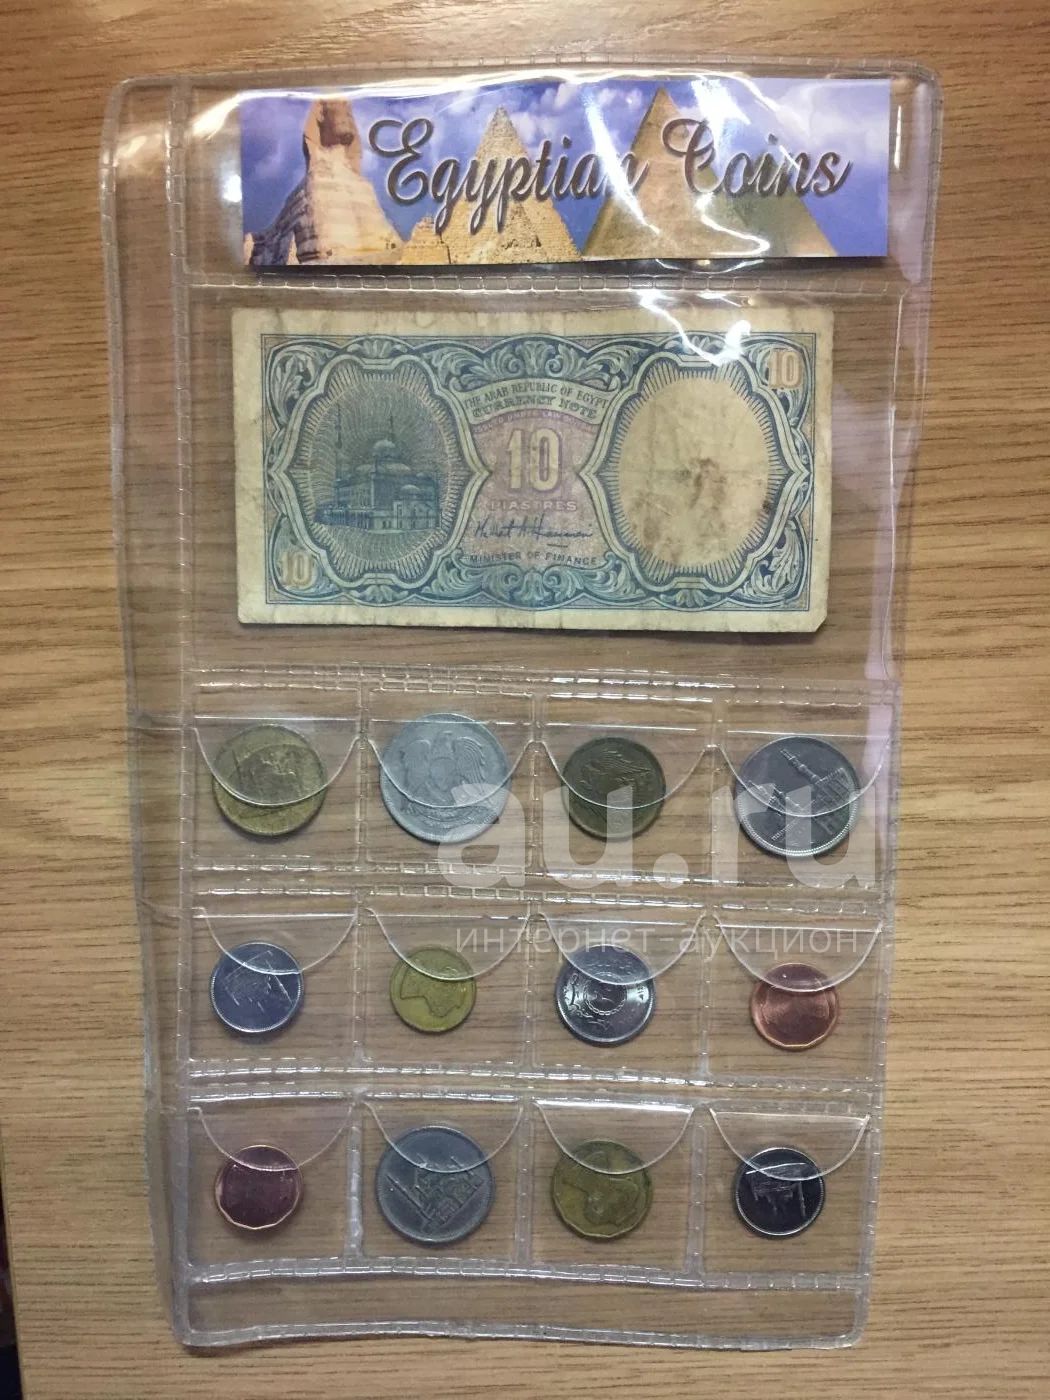 Egyptian Coins
10
THE ARAB REPUBLIC OF EGYPT
CURRENCY NOTE
10
PIASTRES
MINISTER OF FINANCE
10
au.ru
интернет-аукцион